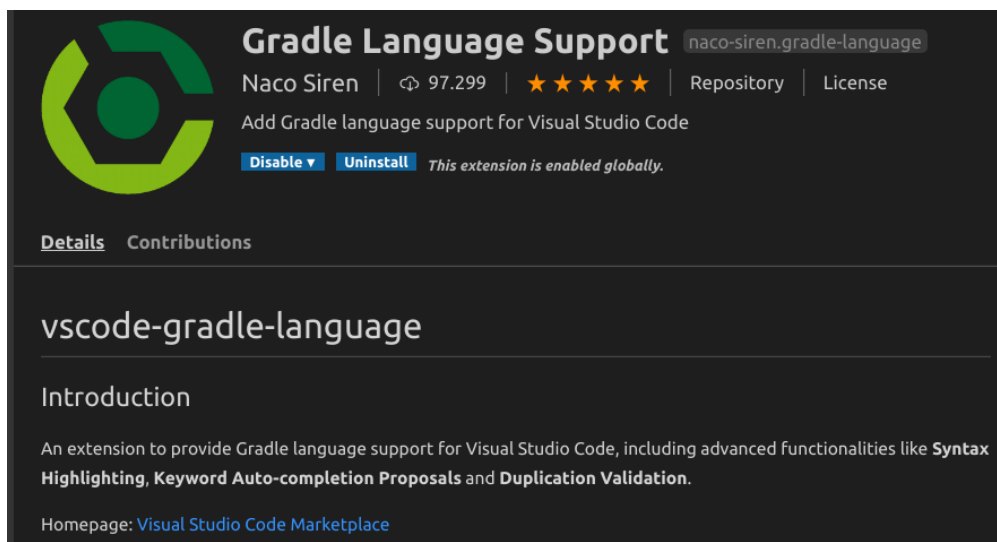 Gradle Language Support naco-siren.gradle-language
Naco Siren 97.299 ★★★★★ Repository License
Add Gradle language support for Visual Studio Code
Disable ▾ Uninstall This extension is enabled globally.
Details Contributions
vscode-gradle-language
Introduction
An extension to provide Gradle language support for Visual Studio Code, including advanced functionalities like Syntax
Highlighting, Keyword Auto-completion Proposals and Duplication Validation.
Homepage: Visual Studio Code Marketplace